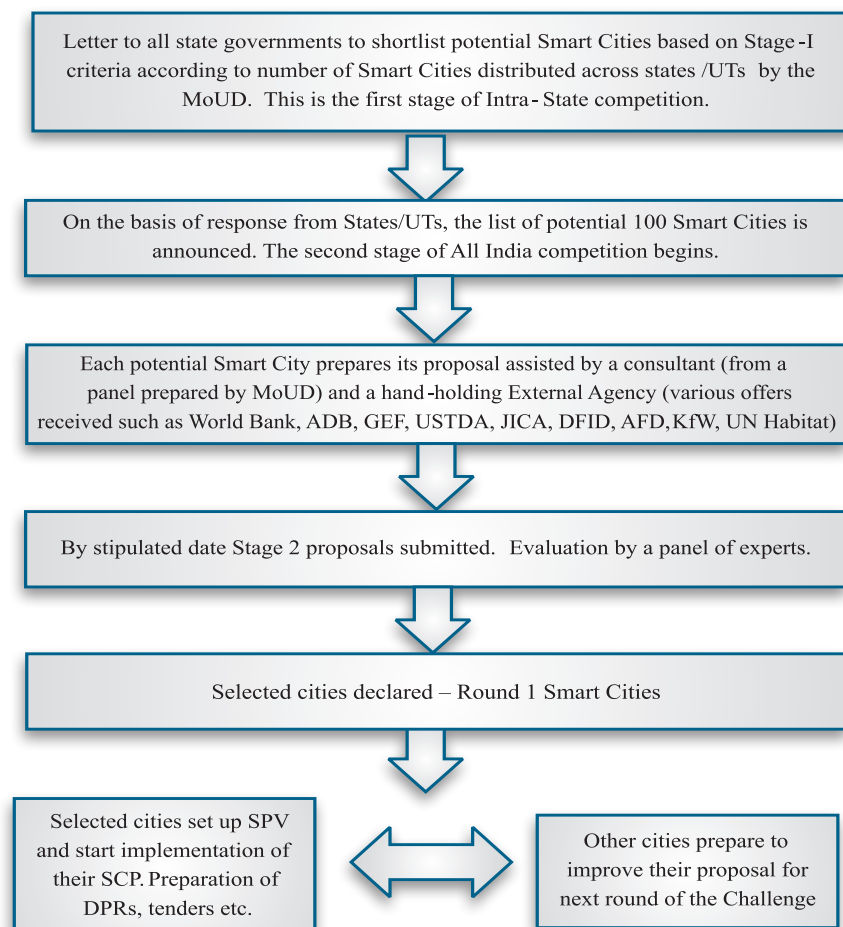 Letter to all state governments to shortlist potential Smart Cities based on Stage-I
criteria according to number of Smart Cities distributed across states /UTs by the
MoUD. This is the first stage of Intra-State competition.
On the basis of response from States/UTs, the list of potential 100 Smart Cities is
announced. The second stage of All India competition begins.
Each potential Smart City prepares its proposal assisted by a consultant (from a
panel prepared by MoUD) and a hand-holding External Agency (various offers
received such as World Bank, ADB, GEF, USTDA, JICA, DFID, AFD,KfW, UN Habitat)
By stipulated date Stage 2 proposals submitted. Evaluation by a panel of experts.
Selected cities declared – Round 1 Smart Cities
Selected cities set up SPV
and start implementation of
their SCP. Preparation of
DPRs, tenders etc.
Other cities prepare to
improve their proposal for
next round of the Challenge